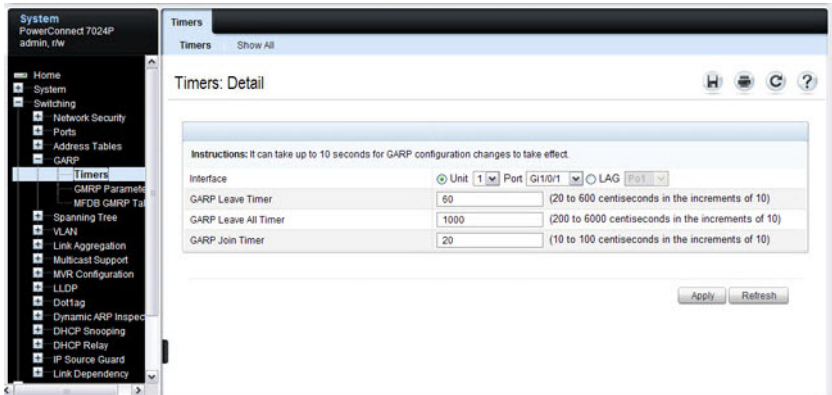 System
PowerConnect 7024P
admin, r/w
Home
System
Switching
Network Security
Ports
Address Tables
GARP
Timers
GMRP Paramete
MFDB GMRP Tal
Spanning Tree
VLAN
Link Aggregation
Multicast Support
MVR Configuration
LLDP
Dot1ag
Dynamic ARP Inspec
DHCP Snooping
DHCP Relay
IP Source Guard
Link Dependency
Timers
Timers Show All
Timers: Detail
Instructions: It can take up to 10 seconds for GARP configuration changes to take effect.
Interface Unit 1 Port Gi1/0/1 LAG Po1
GARP Leave Timer 60 (20 to 600 centiseconds in the increments of 10)
GARP Leave All Timer 1000 (200 to 6000 centiseconds in the increments of 10)
GARP Join Timer 20 (10 to 100 centiseconds in the increments of 10)
Apply Refresh